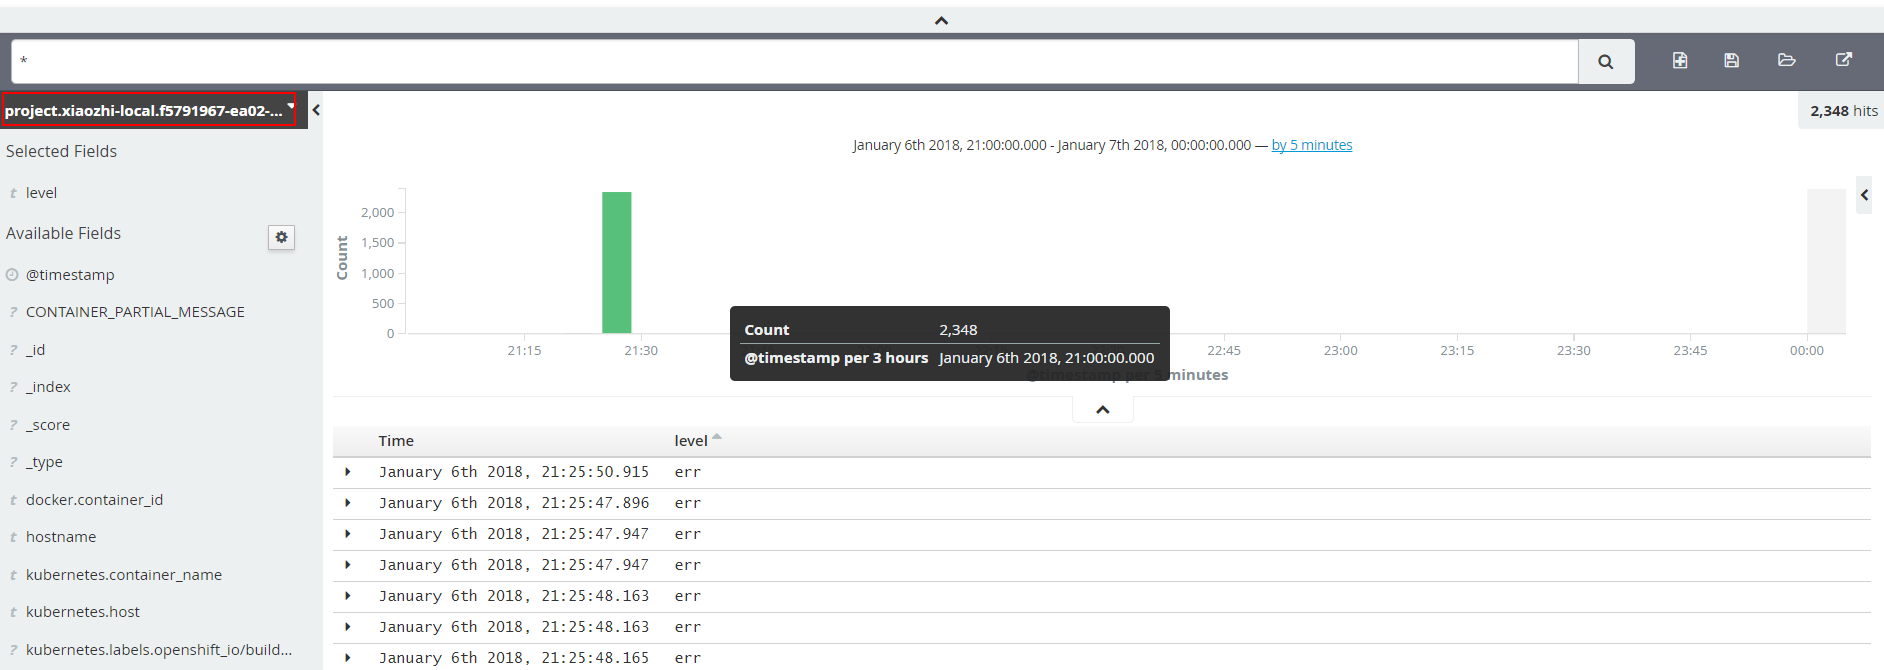 *
project.xiaozhi-local.f5791967-ea02-...
2,348 hits
Selected Fields
t level
Available Fields
@timestamp
? CONTAINER_PARTIAL_MESSAGE
? _id
? _index
? _score
? _type
t docker.container_id
t hostname
t kubernetes.container_name
t kubernetes.host
? kubernetes.labels.openshift_io/build...
January 6th 2018, 21:00:00.000 - January 7th 2018, 00:00:00.000 — by 5 minutes
Count
2,000
1,500
1,000
500
0
21:15 21:30 22:45 23:00 23:15 23:30 23:45 00:00
@timestamp per 5 minutes
Count 2,348
@timestamp per 3 hours January 6th 2018, 21:00:00.000
Time level
January 6th 2018, 21:25:50.915 err
January 6th 2018, 21:25:47.896 err
January 6th 2018, 21:25:47.947 err
January 6th 2018, 21:25:47.947 err
January 6th 2018, 21:25:48.163 err
January 6th 2018, 21:25:48.163 err
January 6th 2018, 21:25:48.165 err